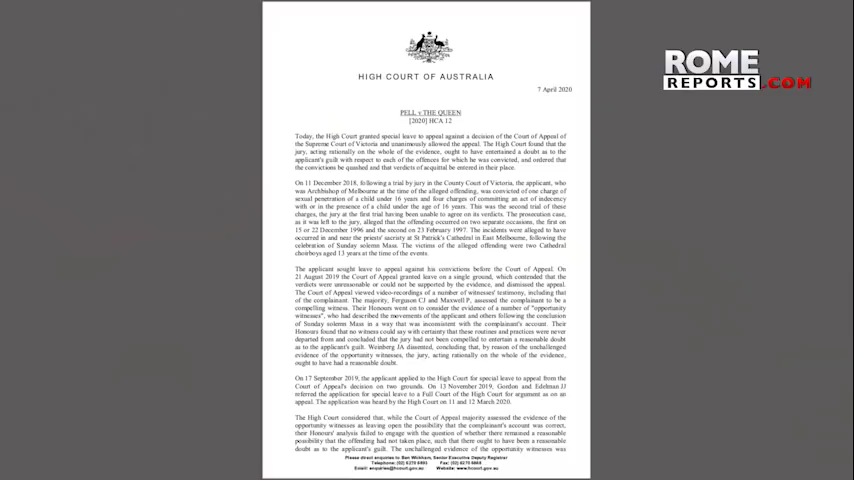 ROME
REPORTS.COM
HIGH COURT OF AUSTRALIA
7 April 2020
PELL v THE QUEEN
[2020] HCA 12
Today, the High Court granted special leave to appeal against a decision of the Court of Appeal of
the Supreme Court of Victoria and unanimously allowed the appeal. The High Court found that the
jury, acting rationally on the whole of the evidence, ought to have entertained a doubt as to the
applicant's guilt with respect to each of the offences for which he was convicted, and ordered that
the convictions be quashed and that verdicts of acquittal be entered in their place.
On 11 December 2018, following a trial by jury in the County Court of Victoria, the applicant, who
was Archbishop of Melbourne at the time of the alleged offending, was convicted of one charge of
sexual penetration of a child under 16 years and four charges of committing an act of indecency
with or in the presence of a child under the age of 16 years. This was the second trial of these
charges, the jury at the first trial having been unable to agree on its verdicts. The prosecution case,
as it was left to the jury, alleged that the offending occurred on two separate occasions, the first on
15 or 22 December 1996 and the second on 23 February 1997. The incidents were alleged to have
occurred in and near the priests' sacristy at St Patrick's Cathedral in East Melbourne, following the
celebration of Sunday solemn Mass. The victims of the alleged offending were two Cathedral
choirboys aged 13 years at the time of the events.
The applicant sought leave to appeal against his convictions before the Court of Appeal. On
21 August 2019 the Court of Appeal granted leave on a single ground, which contended that the
verdicts were unreasonable or could not be supported by the evidence, and dismissed the appeal.
The Court of Appeal viewed video-recordings of a number of witnesses' testimony, including that
of the complainant. The majority, Ferguson CJ and Maxwell P, assessed the complainant to be a
compelling witness. Their Honours went on to consider the evidence of a number of "opportunity
witnesses", who had described the movements of the applicant and others following the conclusion
of Sunday solemn Mass in a way that was inconsistent with the complainant's account. Their
Honours found that no witness could say with certainty that these routines and practices were never
departed from and concluded that the jury had not been compelled to entertain a reasonable doubt
as to the applicant's guilt. Weinberg JA dissented, concluding that, by reason of the unchallenged
evidence of the opportunity witnesses, the jury, acting rationally on the whole of the evidence,
ought to have had a reasonable doubt.
On 17 September 2019, the applicant applied to the High Court for special leave to appeal from the
Court of Appeal's decision on two grounds. On 13 November 2019, Gordon and Edelman JJ
referred the application for special leave to a Full Court of the High Court for argument as on an
appeal. The application was heard by the High Court on 11 and 12 March 2020.
The High Court considered that, while the Court of Appeal majority assessed the evidence of the
opportunity witnesses as leaving open the possibility that the complainant's account was correct,
their Honours' analysis failed to engage with the question of whether there remained a reasonable
possibility that the offending had not taken place, such that there ought to have been a reasonable
doubt as to the applicant's guilt. The unchallenged evidence of the opportunity witnesses was
Please direct enquiries to Ben Wickham, Senior Executive Deputy Registrar
Telephone: (02) 6270 6893 Fax: (02) 6270 6868
Email: enquiries@hcourt.gov.au Website: www.hcourt.gov.au